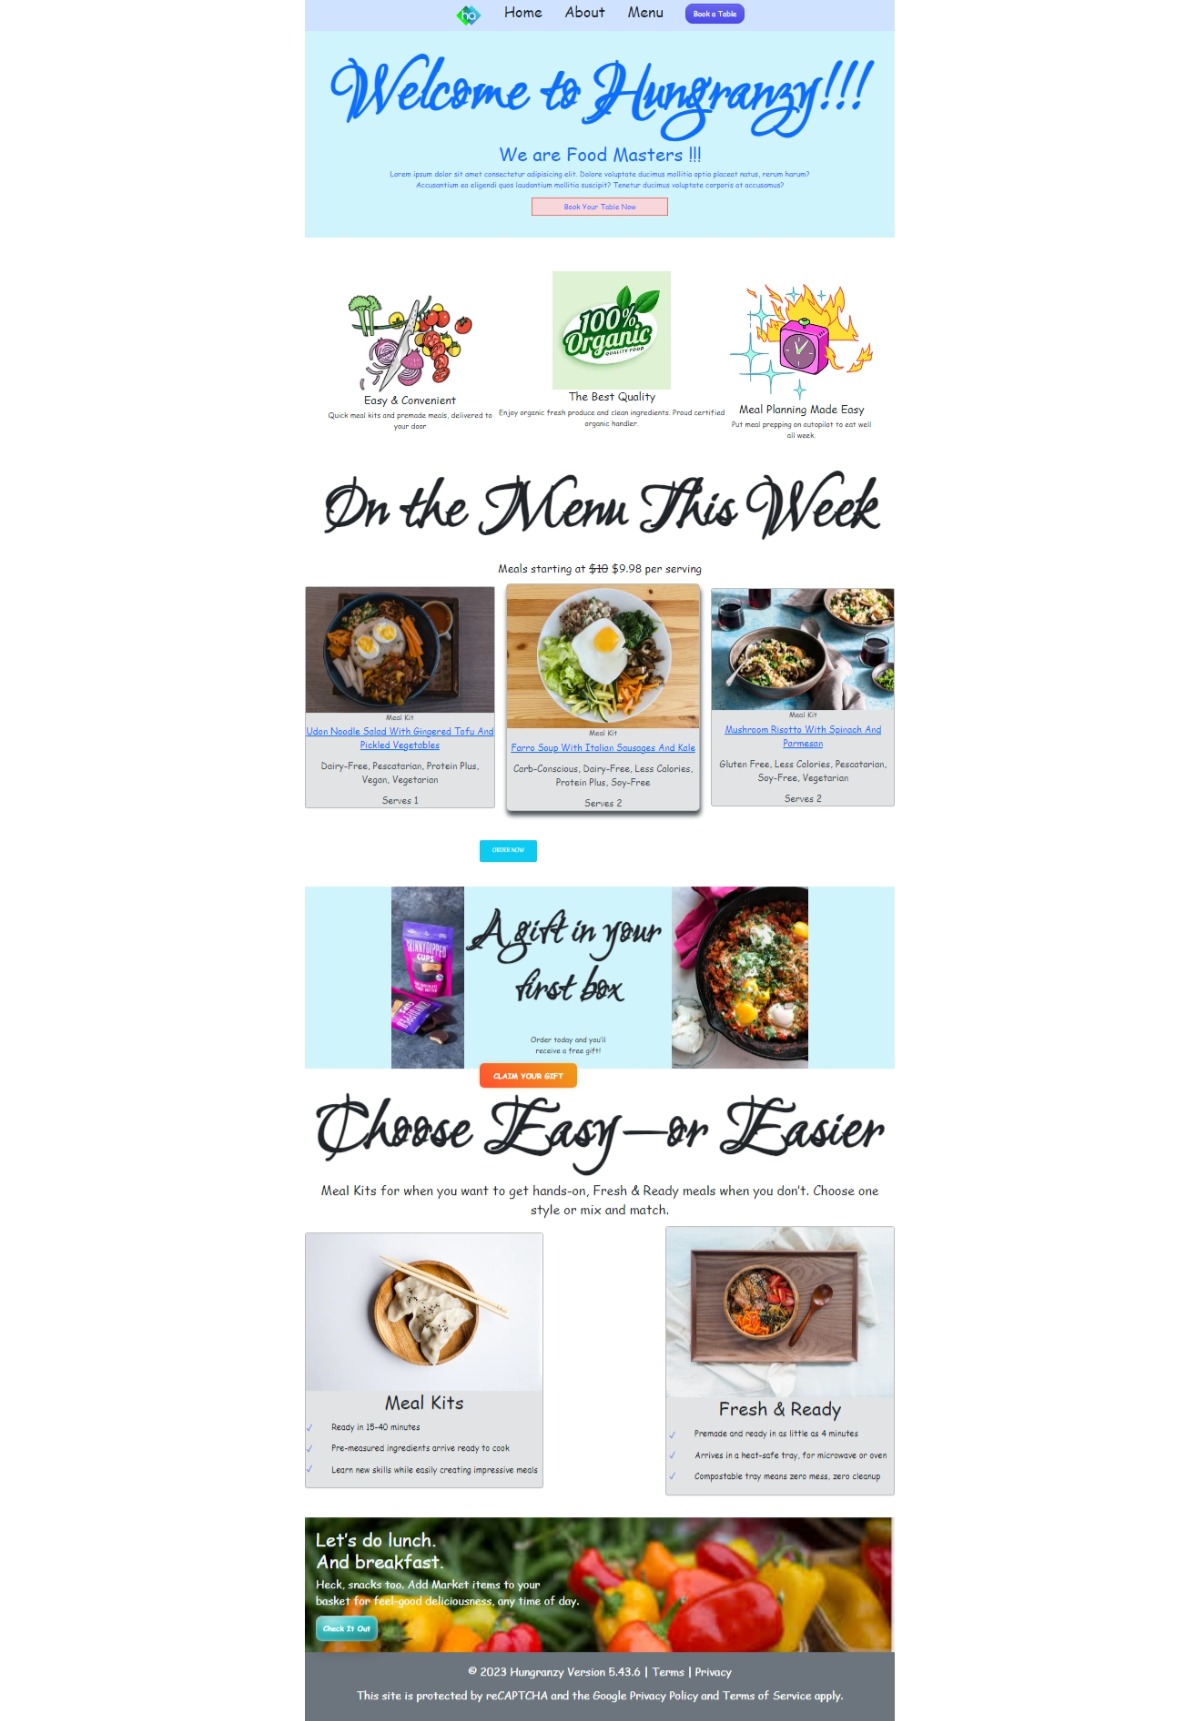 Home About Menu Book a Table
Welcome to Hungranzy!!!
We are Food Masters !!!
Lorem ipsum dolor sit amet consectetur adipisicing elit. Dolore voluptate ducimus mollitia optio placeat natus, rerum harum?
Accusantium ea eligendi quos laudantium mollitia suscipit? Tenetur ducimus voluptate corporis at accusamus?
Book Your Table Now
100%
Organic
QUALITY FOOD
Easy & Convenient
Quick meal kits and premade meals, delivered to
your door
The Best Quality
Enjoy organic fresh produce and clean ingredients. Proud certified
organic handler.
Meal Planning Made Easy
Put meal prepping on autopilot to eat well
all week.
On the Menu This Week
Meals starting at $10 $9.98 per serving
Meal Kit
Udon Noodle Salad With Gingered Tofu And
Pickled Vegetables
Dairy-Free, Pescatarian, Protein Plus,
Vegan, Vegetarian
Serves 1
Meal Kit
Farro Soup With Italian Sausages And Kale
Carb-Conscious, Dairy-Free, Less Calories,
Protein Plus, Soy-Free
Serves 2
Meal Kit
Mushroom Risotto With Spinach And
Parmesan
Gluten Free, Less Calories, Pescatarian,
Soy-Free, Vegetarian
Serves 2
ORDER NOW
SKINNYDIPPED
CUPS
A gift in your
first box
Order today and you'll
receive a free gift!
CLAIM YOUR GIFT
Choose Easy—or Easier
Meal Kits for when you want to get hands-on, Fresh & Ready meals when you don't. Choose one
style or mix and match.
Meal Kits
✓ Ready in 15-40 minutes
✓ Pre-measured ingredients arrive ready to cook
✓ Learn new skills while easily creating impressive meals
Fresh & Ready
✓ Premade and ready in as little as 4 minutes
✓ Arrives in a heat-safe tray, for microwave or oven
✓ Compostable tray means zero mess, zero cleanup
Let's do lunch.
And breakfast.
Heck, snacks too. Add Market items to your
basket for feel-good deliciousness, any time of day.
Check It Out
© 2023 Hungranzy Version 5.43.6 | Terms | Privacy
This site is protected by reCAPTCHA and the Google Privacy Policy and Terms of Service apply.